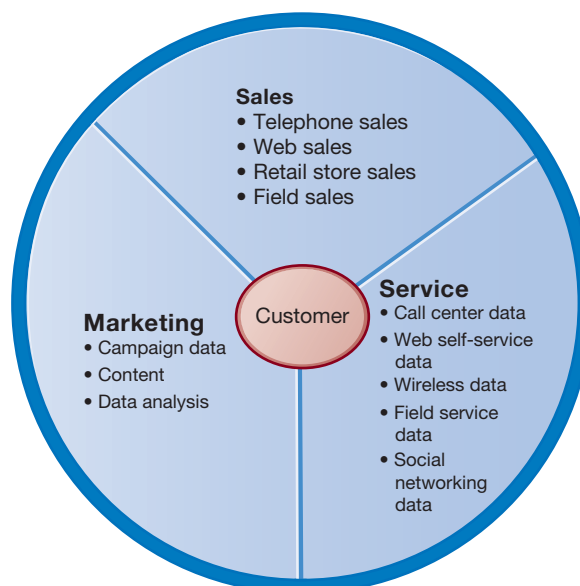 Sales
• Telephone sales
• Web sales
• Retail store sales
• Field sales
Customer
Marketing
• Campaign data
• Content
• Data analysis
Service
• Call center data
• Web self-service
data
• Wireless data
• Field service
data
• Social
networking
data